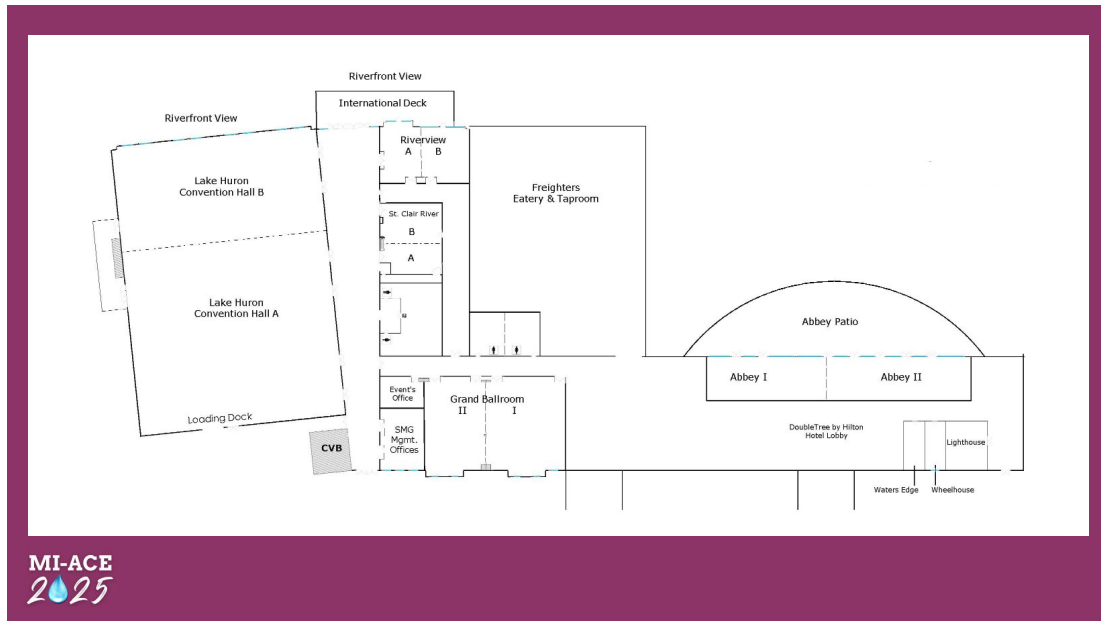 Riverfront View
International Deck
Riverfront View
Riverview
A B
Lake Huron
Convention Hall B
Freighters
Eatery & Taproom
St. Clair River
B
A
Lake Huron
Convention Hall A
Abbey Patio
Abbey I
Abbey II
Event's
Office
Grand Ballroom
II I
Loading Dock
SMG
Mgmt.
Offices
CVB
DoubleTree by Hilton
Hotel Lobby
Lighthouse
Waters Edge
Wheelhouse
MI-ACE
2025